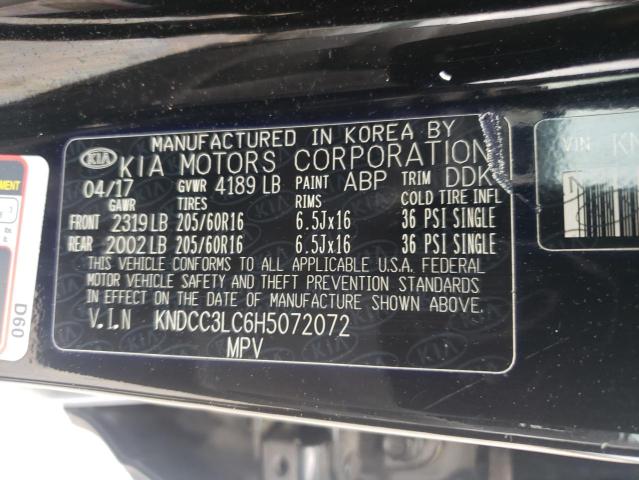 MANUFACTURED IN KOREA BY
KIA KIA MOTORS CORPORATION
04/17 GVWR 4189 LB PAINT ABP TRIM DDK
GAWR TIRES RIMS COLD TIRE INFL
FRONT 2319 LB 205/60R16 6.5Jx16 36 PSI SINGLE
REAR 2002 LB 205/60R16 6.5Jx16 36 PSI SINGLE
THIS VEHICLE CONFORMS TO ALL APPLICABLE U.S.A. FEDERAL
MOTOR VEHICLE SAFETY AND THEFT PREVENTION STANDARDS
IN EFFECT ON THE DATE OF MANUFACTURE SHOWN ABOVE.
V.I.N KNDCC3LC6H5072072
MPV
VIN KN
D60